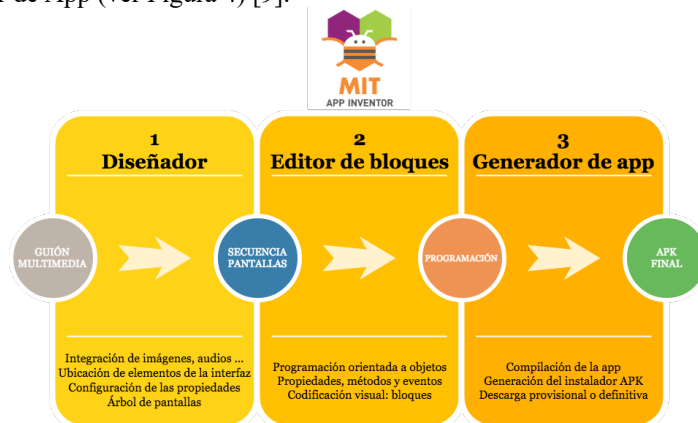 de App (ver Figura 4) [9].
MIT
APP INVENTOR
1
Diseñador
2
Editor de bloques
3
Generador de app
GUIÓN
MULTIMEDIA
SECUENCIA
PANTALLAS
PROGRAMACIÓN
APK
FINAL
Integración de imágenes, audios ...
Ubicación de elementos de la interfaz
Configuración de las propiedades
Árbol de pantallas
Programación orientada a objetos
Propiedades, métodos y eventos
Codificación visual: bloques
Compilación de la app
Generación del instalador APK
Descarga provisional o definitiva